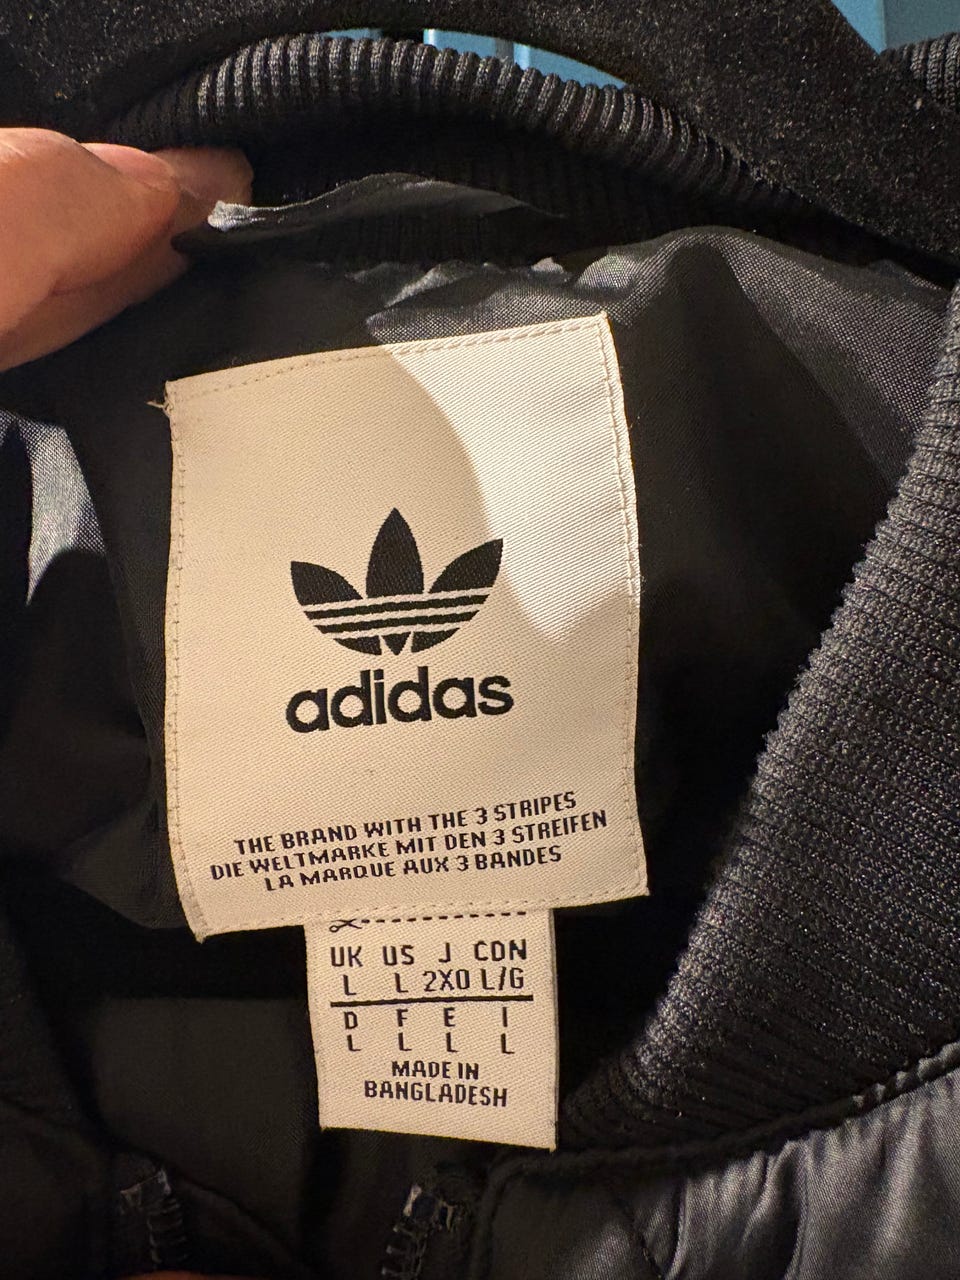 adidas
THE BRAND WITH THE 3 STRIPES
DIE WELTMARKE MIT DEN 3 STREIFEN
LA MARQUE AUX 3 BANDES
UK US J CON
L L 2XO L/G
D F E I
L L L L
MADE IN
BANGLADESH